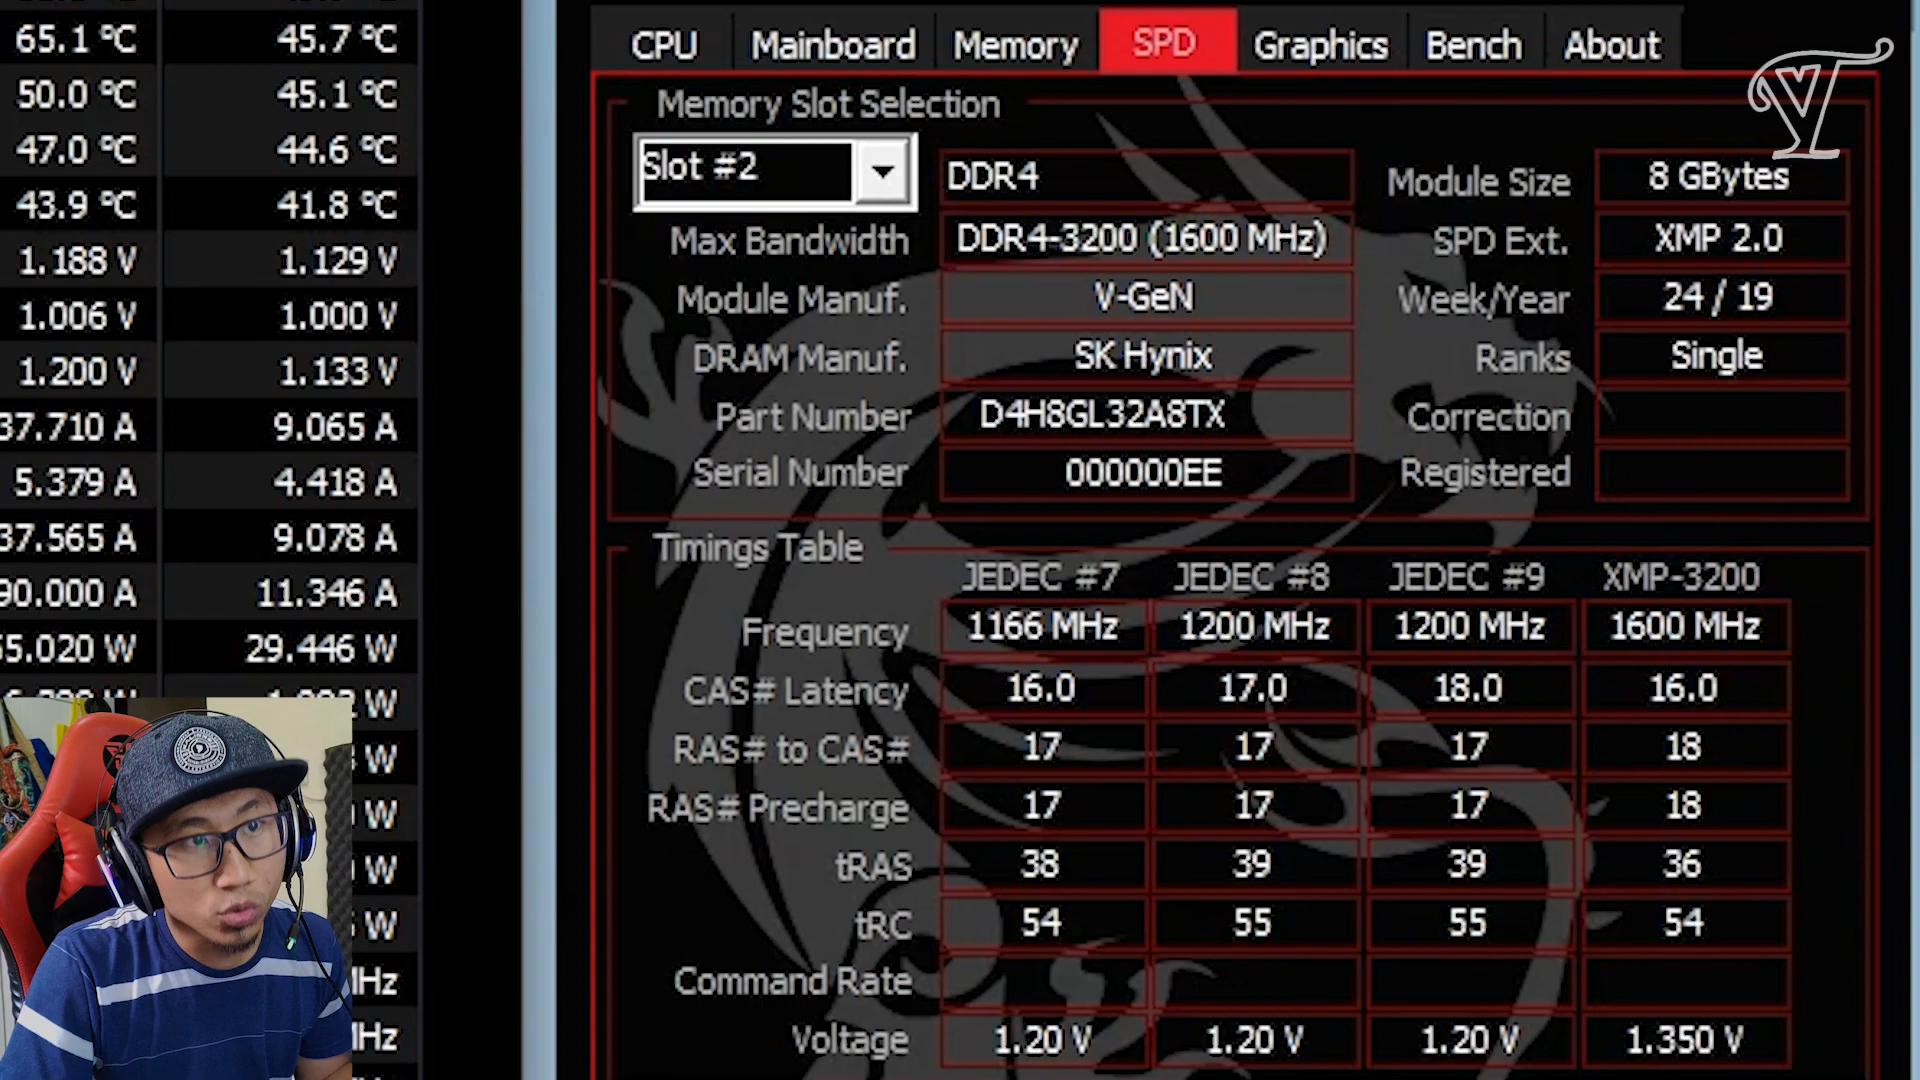 65.1 °C 45.7 °C
50.0 °C 45.1 °C
47.0 °C 44.6 °C
43.9 °C 41.8 °C
1.188 V 1.129 V
1.006 V 1.000 V
1.200 V 1.133 V
37.710 A 9.065 A
5.379 A 4.418 A
37.565 A 9.078 A
90.000 A 11.346 A
55.020 W 29.446 W
W
W
W
W
W
MHz
MHz
CPU Mainboard Memory SPD Graphics Bench About
Memory Slot Selection
Slot #2 DDR4 Module Size 8 GBytes
Max Bandwidth DDR4-3200 (1600 MHz) SPD Ext. XMP 2.0
Module Manuf. V-GeN Week/Year 24 / 19
DRAM Manuf. SK Hynix Ranks Single
Part Number D4H8GL32A8TX Correction
Serial Number 000000EE Registered
Timings Table
JEDEC #7 JEDEC #8 JEDEC #9 XMP-3200
Frequency 1166 MHz 1200 MHz 1200 MHz 1600 MHz
CAS# Latency 16.0 17.0 18.0 16.0
RAS# to CAS# 17 17 17 18
RAS# Precharge 17 17 17 18
tRAS 38 39 39 36
tRC 54 55 55 54
Command Rate
Voltage 1.20 V 1.20 V 1.20 V 1.350 V